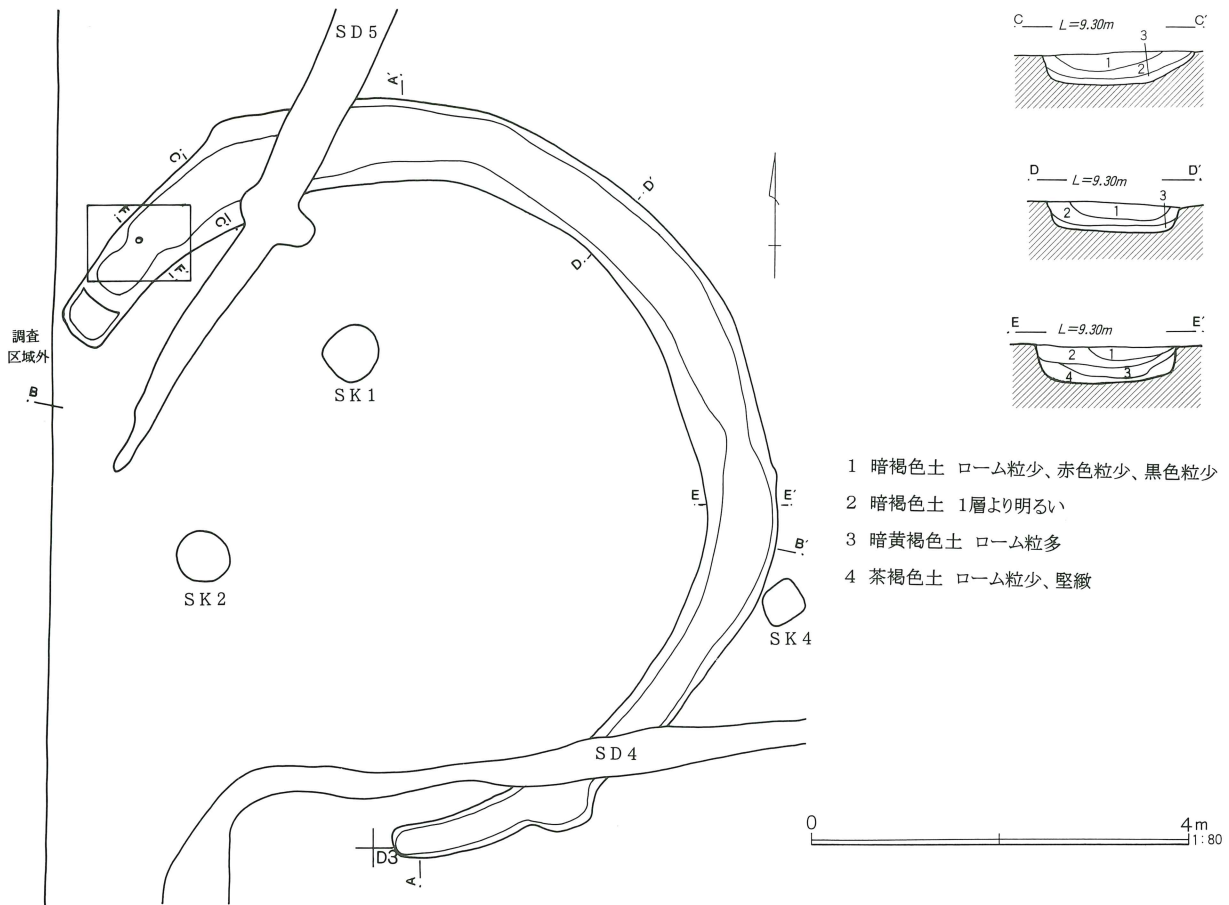 SD5
A′
C
C′
F
F′
D′
D
調査
区域外
B
SK1
SK2
E
E′
B′
SK4
SD4
D3
A
C L=9.30m C′
3
1
2
D L=9.30m D′
3
2 1
E L=9.30m E′
2 1
4 3
1 暗褐色土 ローム粒少、赤色粒少、黒色粒少
2 暗褐色土 1層より明るい
3 暗黄褐色土 ローム粒多
4 茶褐色土 ローム粒少、堅緻
0 4m
1:80